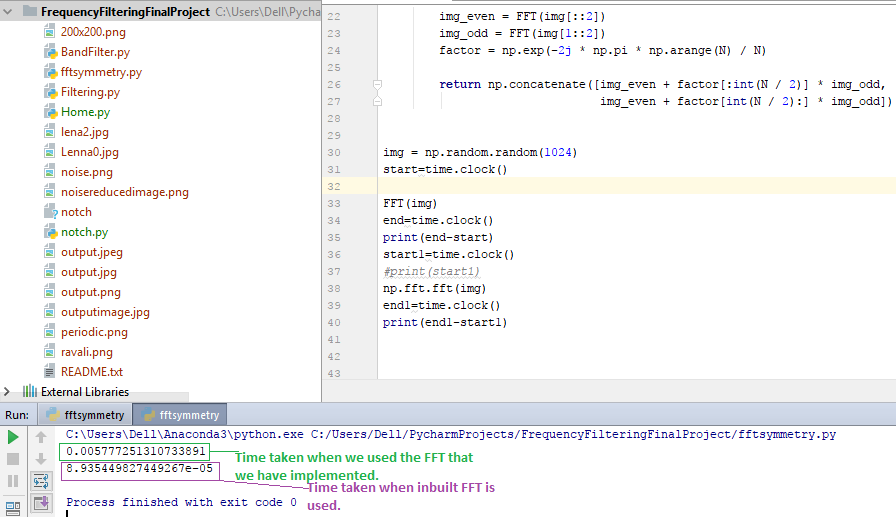 FrequencyFilteringFinalProject C:\Users\Dell\Pychar
200x200.png
BandFilter.py
fftsymmetry.py
Filtering.py
Home.py
lena2.jpg
Lenna0.jpg
noise.png
noisereducedimage.png
notch
notch.py
output.jpeg
output.jpg
output.png
outputimage.jpg
periodic.png
ravali.png
README.txt
External Libraries
22 img_even = FFT(img[::2])
23 img_odd = FFT(img[1::2])
24 factor = np.exp(-2j * np.pi * np.arange(N) / N)
25
26 return np.concatenate([img_even + factor[:int(N / 2)] * img_odd,
27 img_even + factor[int(N / 2):] * img_odd])
28
29
30 img = np.random.random(1024)
31 start=time.clock()
32
33 FFT(img)
34 end=time.clock()
35 print(end-start)
36 start1=time.clock()
37 #print(start1)
38 np.fft.fft(img)
39 end1=time.clock()
40 print(end1-start1)
41
42
43
Run: fftsymmetry fftsymmetry
C:\Users\Dell\Anaconda3\python.exe C:/Users/Dell/PycharmProjects/FrequencyFilteringFinalProject/fftsymmetry.py
0.005777251310733891
8.935449827449267e-05
Time taken when we used the FFT that
we have implemented.
Time taken when inbuilt FFT is
used.
Process finished with exit code 0